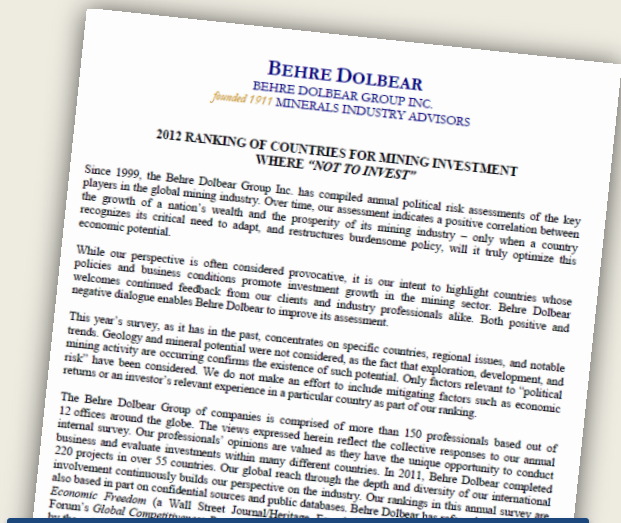 BEHRE DOLBEAR
BEHRE DOLBEAR GROUP INC.
founded 1911 MINERALS INDUSTRY ADVISORS
2012 RANKING OF COUNTRIES FOR MINING INVESTMENT
WHERE “NOT TO INVEST”
Since 1999, the Behre Dolbear Group Inc. has compiled annual political risk assessments of the key
players in the global mining industry. Over time, our assessment indicates a positive correlation between
the growth of a nation’s wealth and the prosperity of its mining industry – only when a country
recognizes its critical need to adapt, and restructures burdensome policy, will it truly optimize this
economic potential.
While our perspective is often considered provocative, it is our intent to highlight countries whose
policies and business conditions promote investment growth in the mining sector. Behre Dolbear
welcomes continued feedback from our clients and industry professionals alike. Both positive and
negative dialogue enables Behre Dolbear to improve its assessment.
This year’s survey, as it has in the past, concentrates on specific countries, regional issues, and notable
trends. Geology and mineral potential were not considered, as the fact that exploration, development, and
mining activity are occurring confirms the existence of such potential. Only factors relevant to “political
risk” have been considered. We do not make an effort to include mitigating factors such as economic
returns or an investor’s relevant experience in a particular country as part of our ranking.
The Behre Dolbear Group of companies is comprised of more than 150 professionals based out of
12 offices around the globe. The views expressed herein reflect the collective responses to our annual
internal survey. Our professionals’ opinions are valued as they have the unique opportunity to conduct
business and evaluate investments within many different countries. In 2011, Behre Dolbear completed
220 projects in over 55 countries. Our global reach through the depth and diversity of our international
involvement continuously builds our perspective on the industry. Our rankings in this annual survey are
also based in part on confidential sources and public databases. Behre Dolbear has
Economic Freedom (a Wall Street Journal/Heritage
Forum’s Global
by the